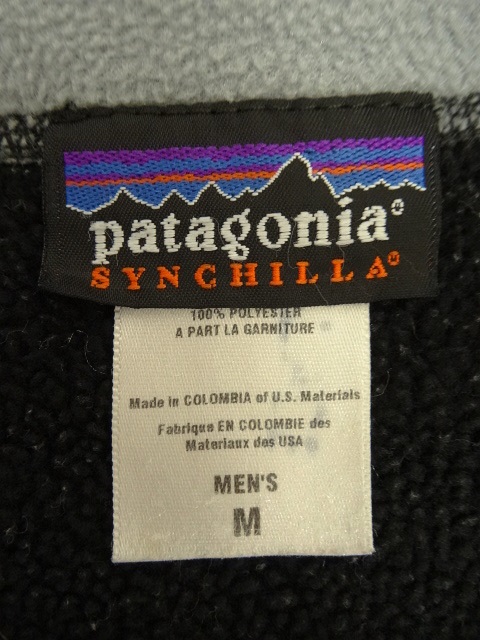 patagonia®
SYNCHILLA®
100% POLYESTER
A PART LA GARNITURE
Made in COLOMBIA of U.S. Materials
Fabrique EN COLOMBIE des
Materiaux des USA
MEN'S
M